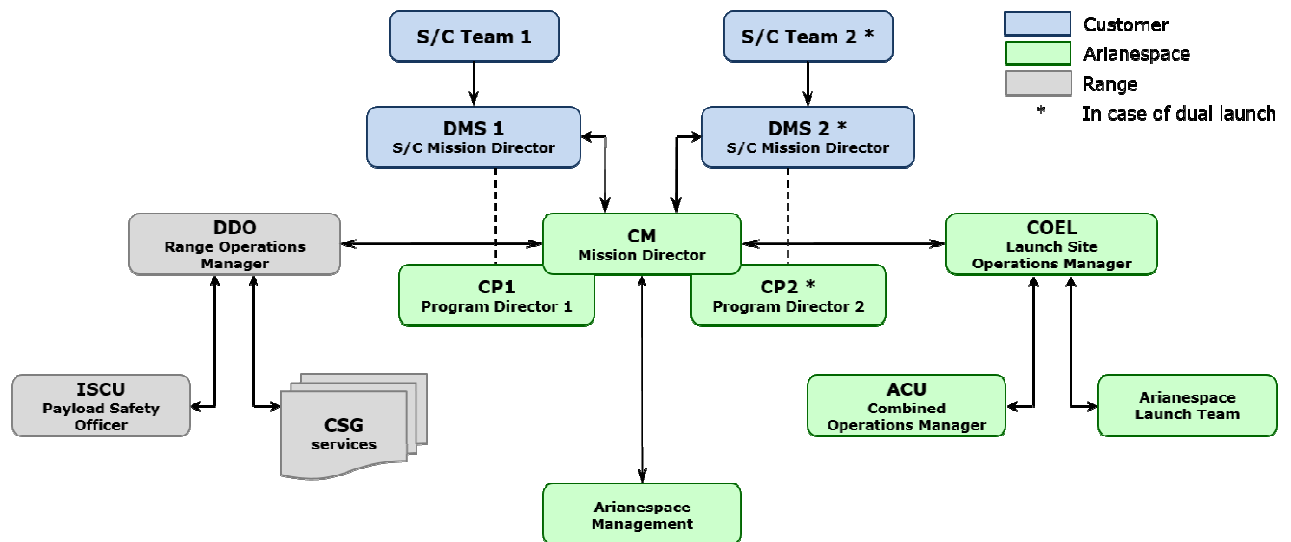 S/C Team 1
S/C Team 2 *
Customer
Arianespace
Range
* In case of dual launch
DMS 1
S/C Mission Director
DMS 2 *
S/C Mission Director
DDO
Range Operations
Manager
CM
Mission Director
COEL
Launch Site
Operations Manager
CP1
Program Director 1
CP2 *
Program Director 2
ISCU
Payload Safety
Officer
CSG
services
ACU
Combined
Operations Manager
Arianespace
Launch Team
Arianespace
Management